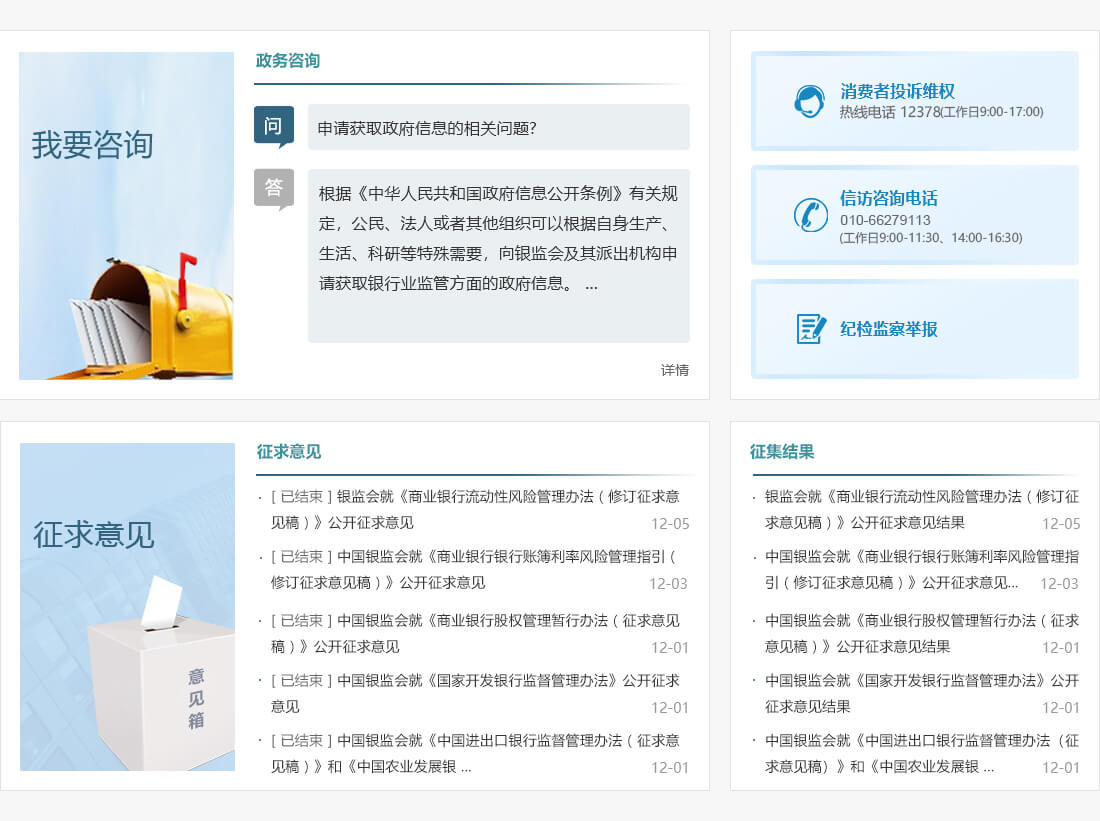 我要咨询
政务咨询
问
申请获取政府信息的相关问题?
答
根据《中华人民共和国政府信息公开条例》有关规
定，公民、法人或者其他组织可以根据自身生产、
生活、科研等特殊需要，向银监会及其派出机构申
请获取银行业监管方面的政府信息。 ...
详情
消费者投诉维权
热线电话 12378(工作日9:00-17:00)
信访咨询电话
010-66279113
(工作日9:00-11:30、14:00-16:30)
纪检监察举报
征求意见
意
见
箱
征求意见
· [ 已结束 ] 银监会就《商业银行流动性风险管理办法（修订征求意
见稿）》公开征求意见 12-05
· [ 已结束 ] 中国银监会就《商业银行银行账簿利率风险管理指引（
修订征求意见稿）》公开征求意见 12-03
· [ 已结束 ] 中国银监会就《商业银行股权管理暂行办法（征求意见
稿）》公开征求意见 12-01
· [ 已结束 ] 中国银监会就《国家开发银行监督管理办法》公开征求
意见 12-01
· [ 已结束 ] 中国银监会就《中国进出口银行监督管理办法（征求意
见稿）》和《中国农业发展银 ... 12-01
征集结果
· 银监会就《商业银行流动性风险管理办法（修订征
求意见稿）》公开征求意见结果 12-05
· 中国银监会就《商业银行银行账簿利率风险管理指
引（修订征求意见稿）》公开征求意见... 12-03
· 中国银监会就《商业银行股权管理暂行办法（征求
意见稿）》公开征求意见结果 12-01
· 中国银监会就《国家开发银行监督管理办法》公开
征求意见结果 12-01
· 中国银监会就《中国进出口银行监督管理办法（征
求意见稿）》和《中国农业发展银 ... 12-01